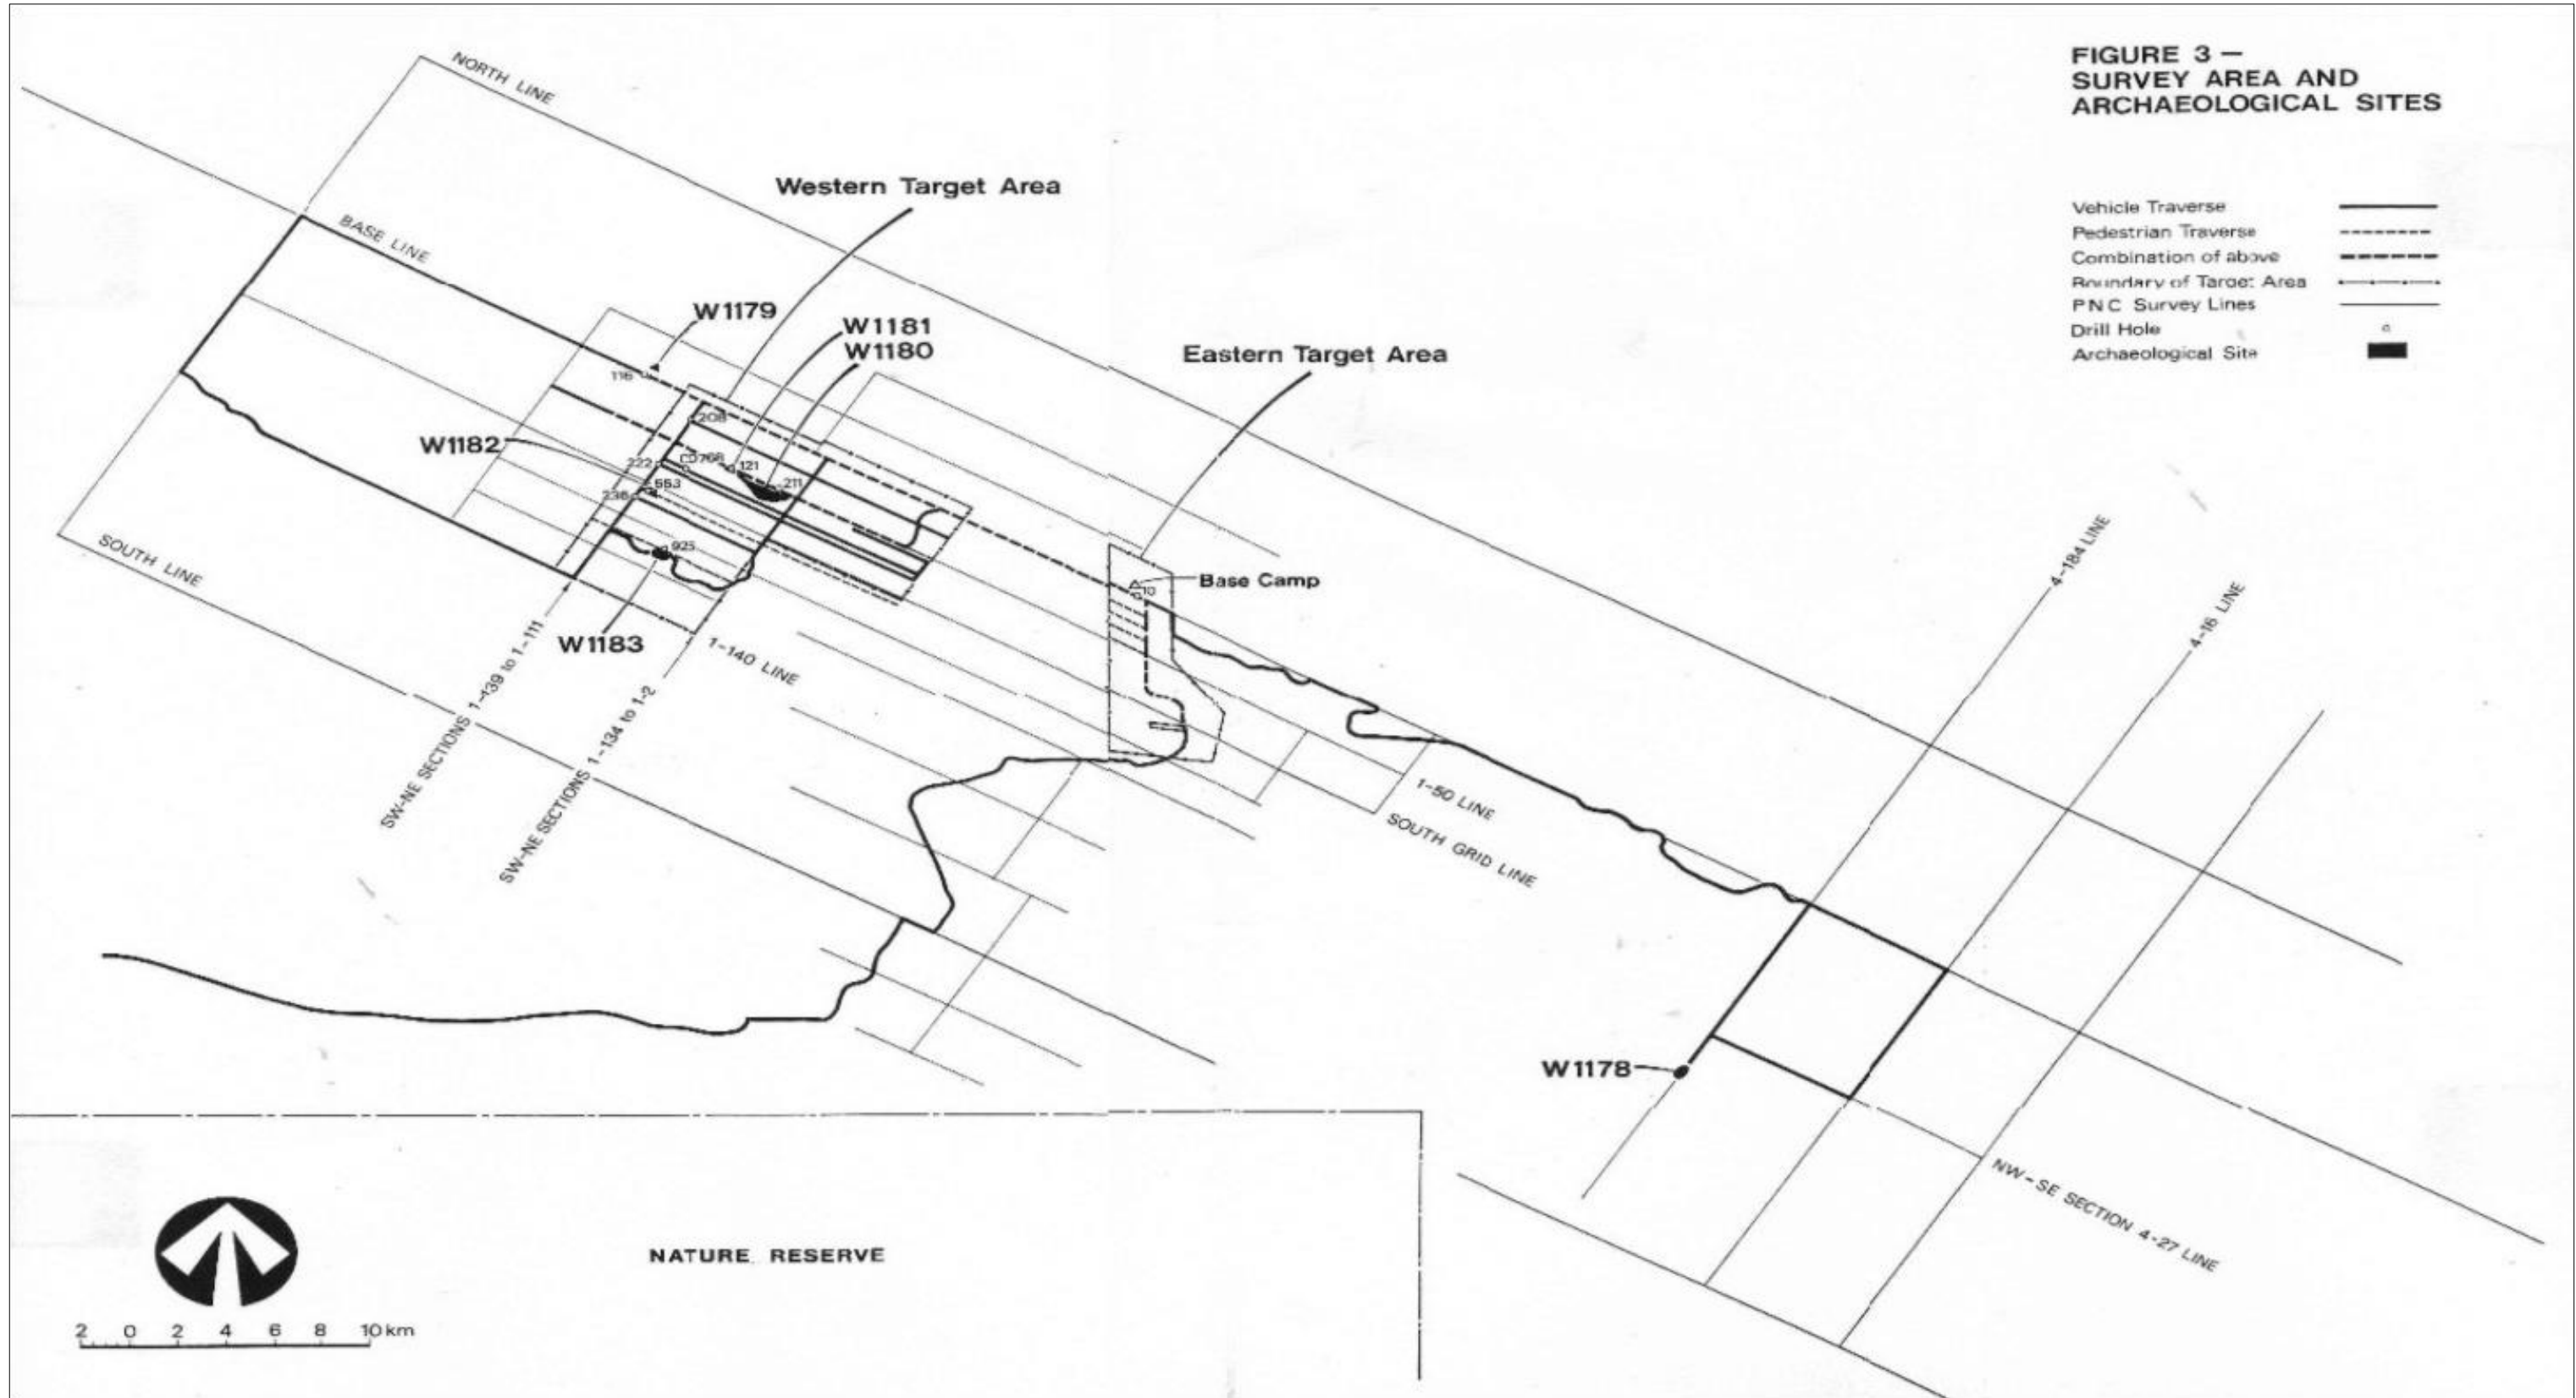 FIGURE 3 —
SURVEY AREA AND
ARCHAEOLOGICAL SITES
Vehicle Traverse
Pedestrian Traverse
Combination of above
Boundary of Target Area
PNC Survey Lines
Drill Hole
Archaeological Site
NORTH LINE
Western Target Area
BASE LINE
W1179
W1181
W1180
Eastern Target Area
116
208
W1182
222
CD768
121
211
553
236
925
SOUTH LINE
Base Camp
10
W1183
1-140 LINE
SW-NE SECTIONS 1-139 to 1-111
SW-NE SECTIONS 1-134 to 1-2
4-184 LINE
4-16 LINE
1-50 LINE
SOUTH GRID LINE
W1178
NW-SE SECTION 4-27 LINE
NATURE RESERVE
2 0 2 4 6 8 10 km